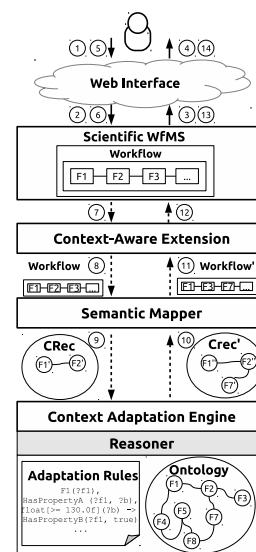 1 5 4 14
Web Interface
2 6 3 13
Scientific WfMS
Workflow
F1 F2 F3 ...
7 12
Context-Aware Extension
Workflow 8 11 Workflow'
F1 F2 F3 ... F1 F3 F7 ...
Semantic Mapper
CRec 9 10 Crec'
F1' F2' F1'' F2''
F7'
Context Adaptation Engine
Reasoner
Adaptation Rules
F1(?f1),
HasPropertyA (?f1, ?b),
float[>= 130.0f](?b) ->
HasPropertyB(?f1, true)
...
Ontology
F1 F2 F3
F4 F5 F7
F8